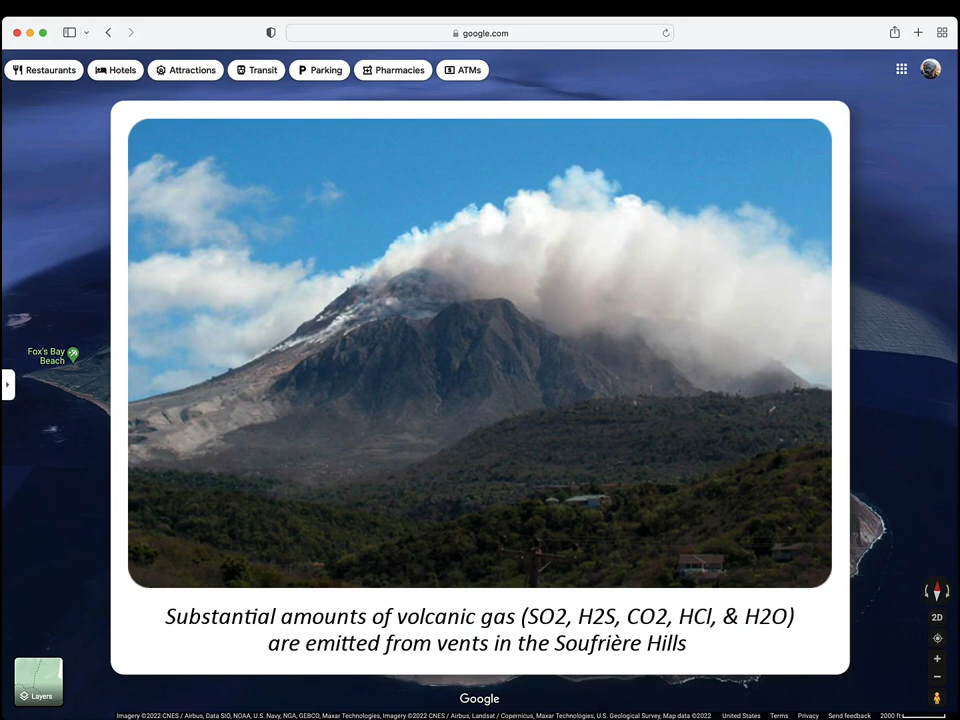 google.com
Restaurants
Hotels
Attractions
Transit
Parking
Pharmacies
ATMs
Fox's Bay
Beach
Substantial amounts of volcanic gas (SO2, H2S, CO2, HCl, & H2O)
are emitted from vents in the Soufrière Hills
2D
Layers
Google
Imagery ©2022 CNES / Airbus, Data SIO, NOAA, U.S. Navy, NGA, GEBCO, Maxar Technologies, Imagery ©2022 CNES / Airbus, Landsat / Copernicus, Maxar Technologies, U.S. Geological Survey, Map data ©2022 United States Terms Privacy Send feedback 2000 ft